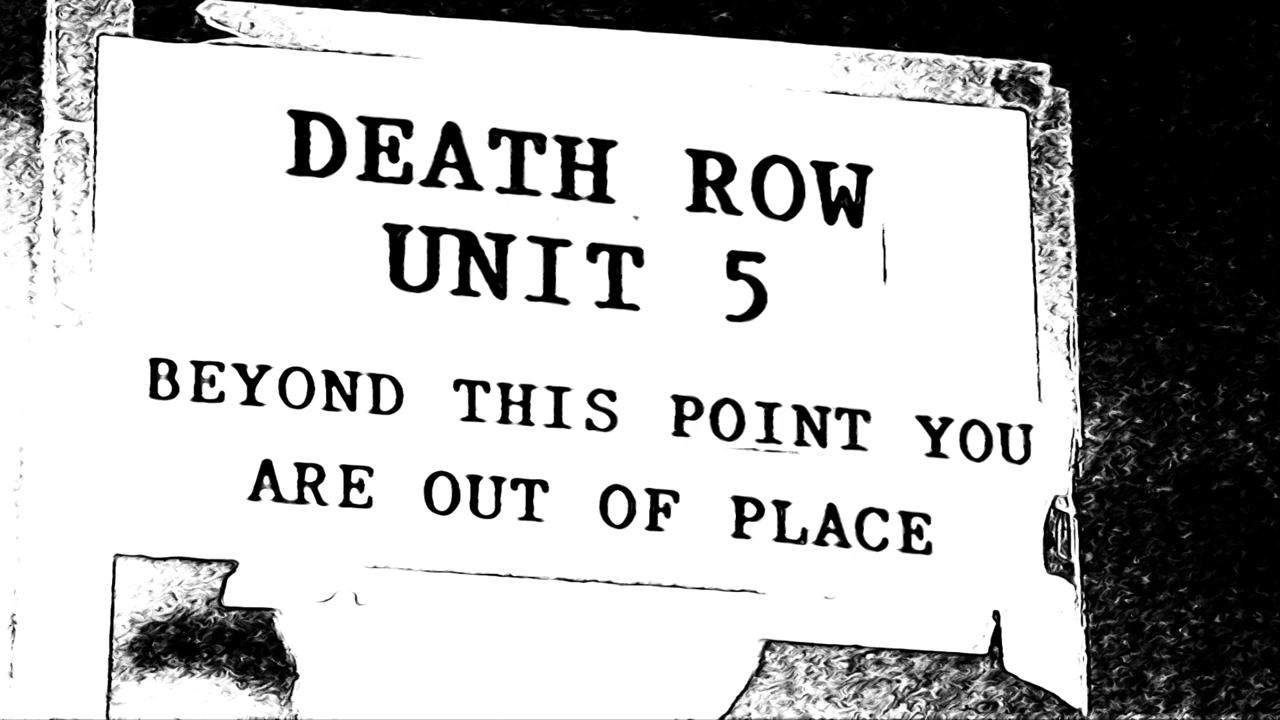 DEATH ROW
UNIT 5
BEYOND THIS POINT YOU
ARE OUT OF PLACE